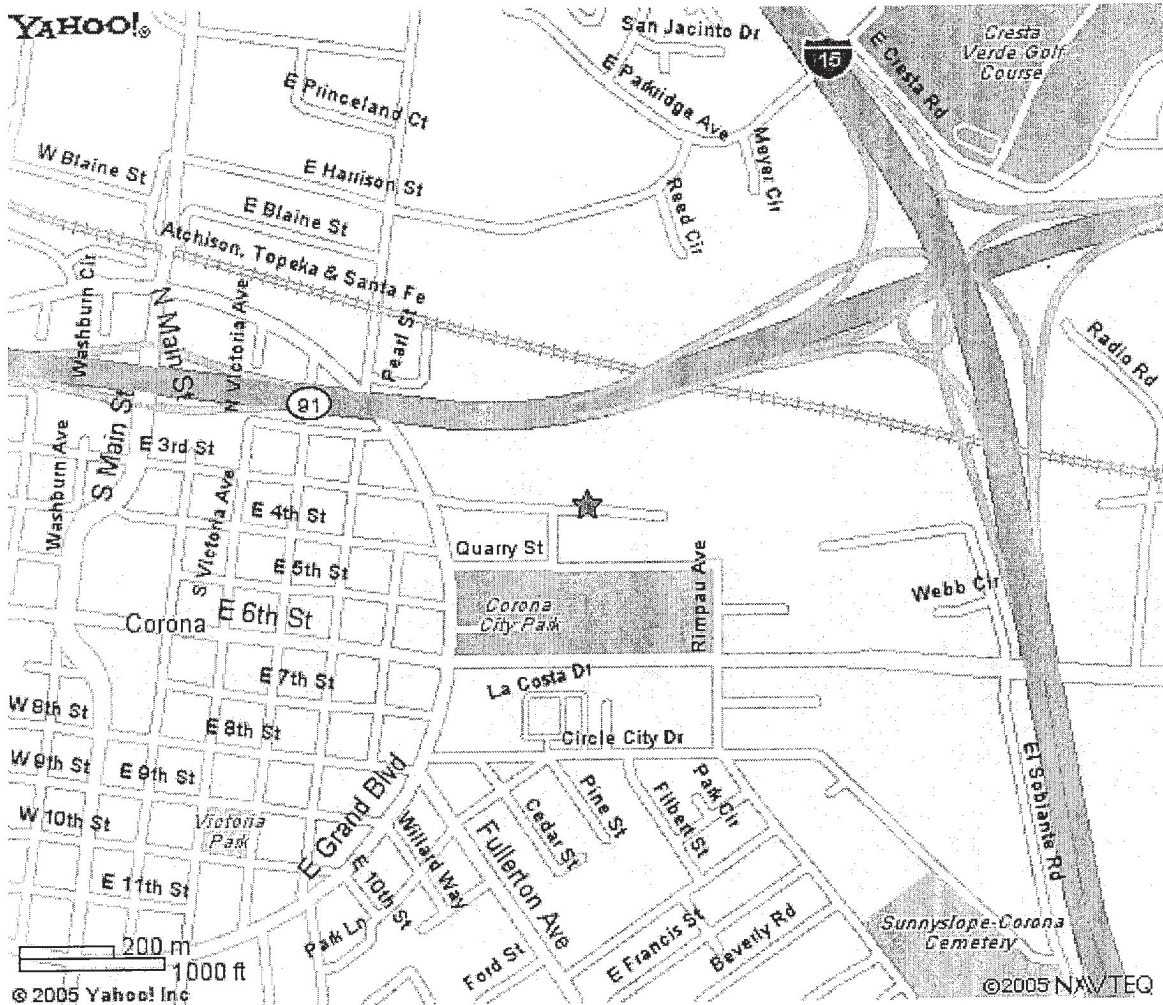 YAHOO!®
San Jacinto Dr
15
E Cresta Rd
Cresta
Verde Golf
Course
E Princeland Ct
E Parkridge Ave
Meyer Cir
W Blaine St
E Harrison St
Reed Cir
E Blaine St
Atchison, Topeka & Santa Fe
Washburn Cir
N Main St
N Victoria Ave
Pearl St
Radio Rd
91
Washburn Ave
S Main St
E 3rd St
S Victoria Ave
E 4th St
Quarry St
E 5th St
Rimpau Ave
Webb Cir
Corona
E 6th St
Corona
City Park
E 7th St
La Costa Dr
W 8th St
E 8th St
Circle City Dr
W 9th St
E 9th St
E Grand Blvd
Pine St
Filbert St
Park Cir
El Sobrante Rd
W 10th St
Victoria
Park
Willard Way
Cedar St
Fullerton Ave
E 10th St
E 11th St
Park Ln
Ford St
E Francis St
Beverly Rd
Sunnyslope-Corona
Cemetery
200 m
1000 ft
© 2005 Yahoo! Inc
©2005 NAVTEQ